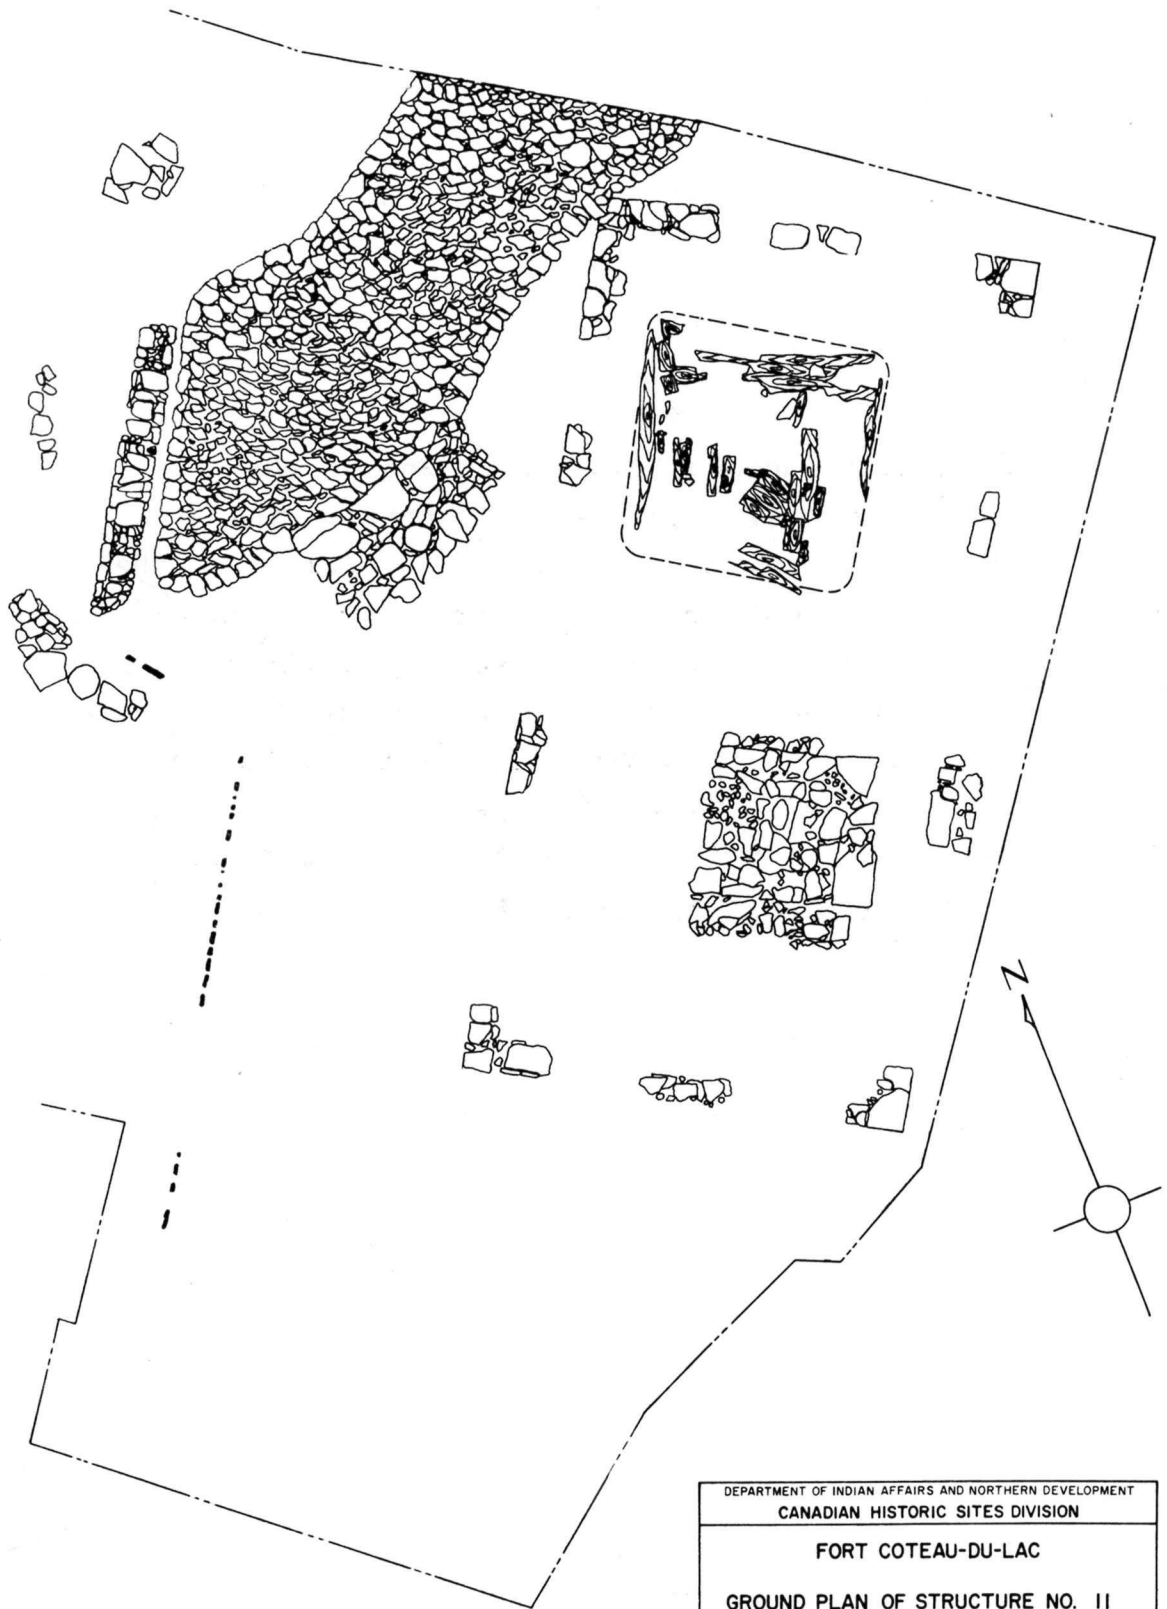 N
DEPARTMENT OF INDIAN AFFAIRS AND NORTHERN DEVELOPMENT
CANADIAN HISTORIC SITES DIVISION
FORT COTEAU-DU-LAC
GROUND PLAN OF STRUCTURE NO. 11